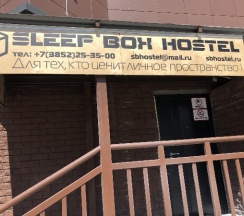 SLEEP BOX HOSTEL
тел: +7(3852)25-35-00 sbhostel@mail.ru sbhostel.ru
Для тех, кто ценит личное пространство